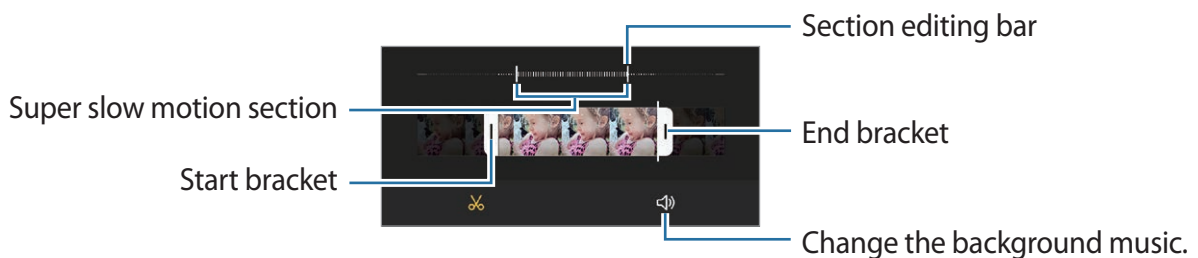 Section editing bar
Super slow motion section
End bracket
Start bracket
Change the background music.